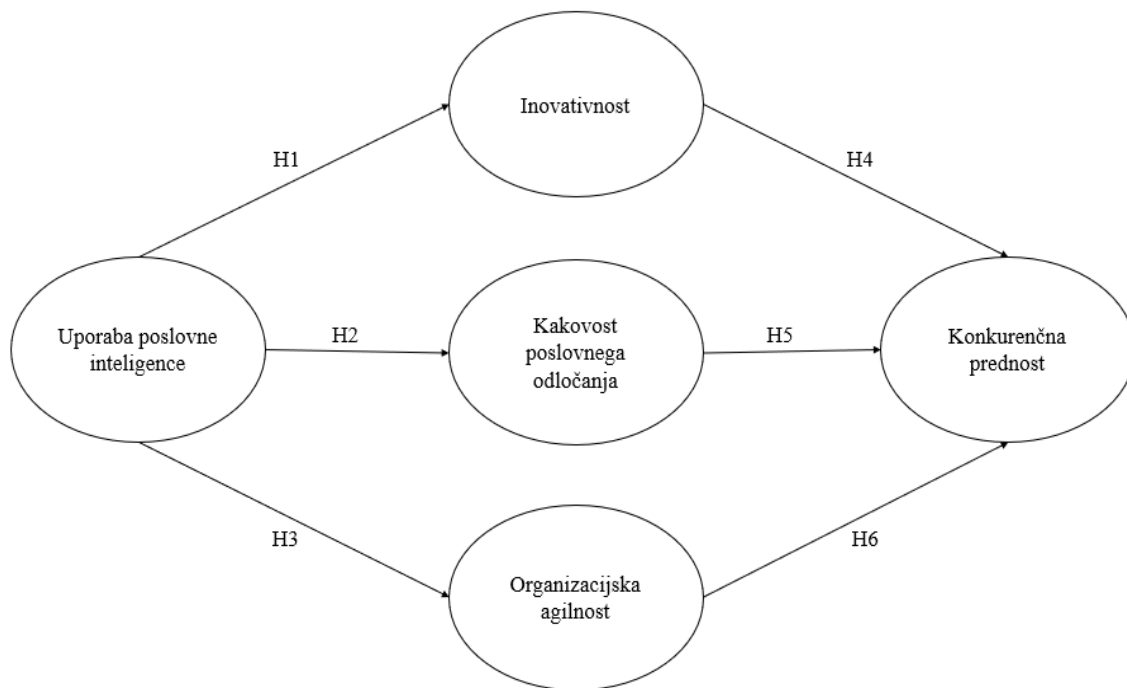 Inovativnost
H1
H4
Uporaba poslovne
inteligence
H2
Kakovost
poslovnega
odločanja
H5
Konkurenčna
prednost
H3
H6
Organizacijska
agilnost